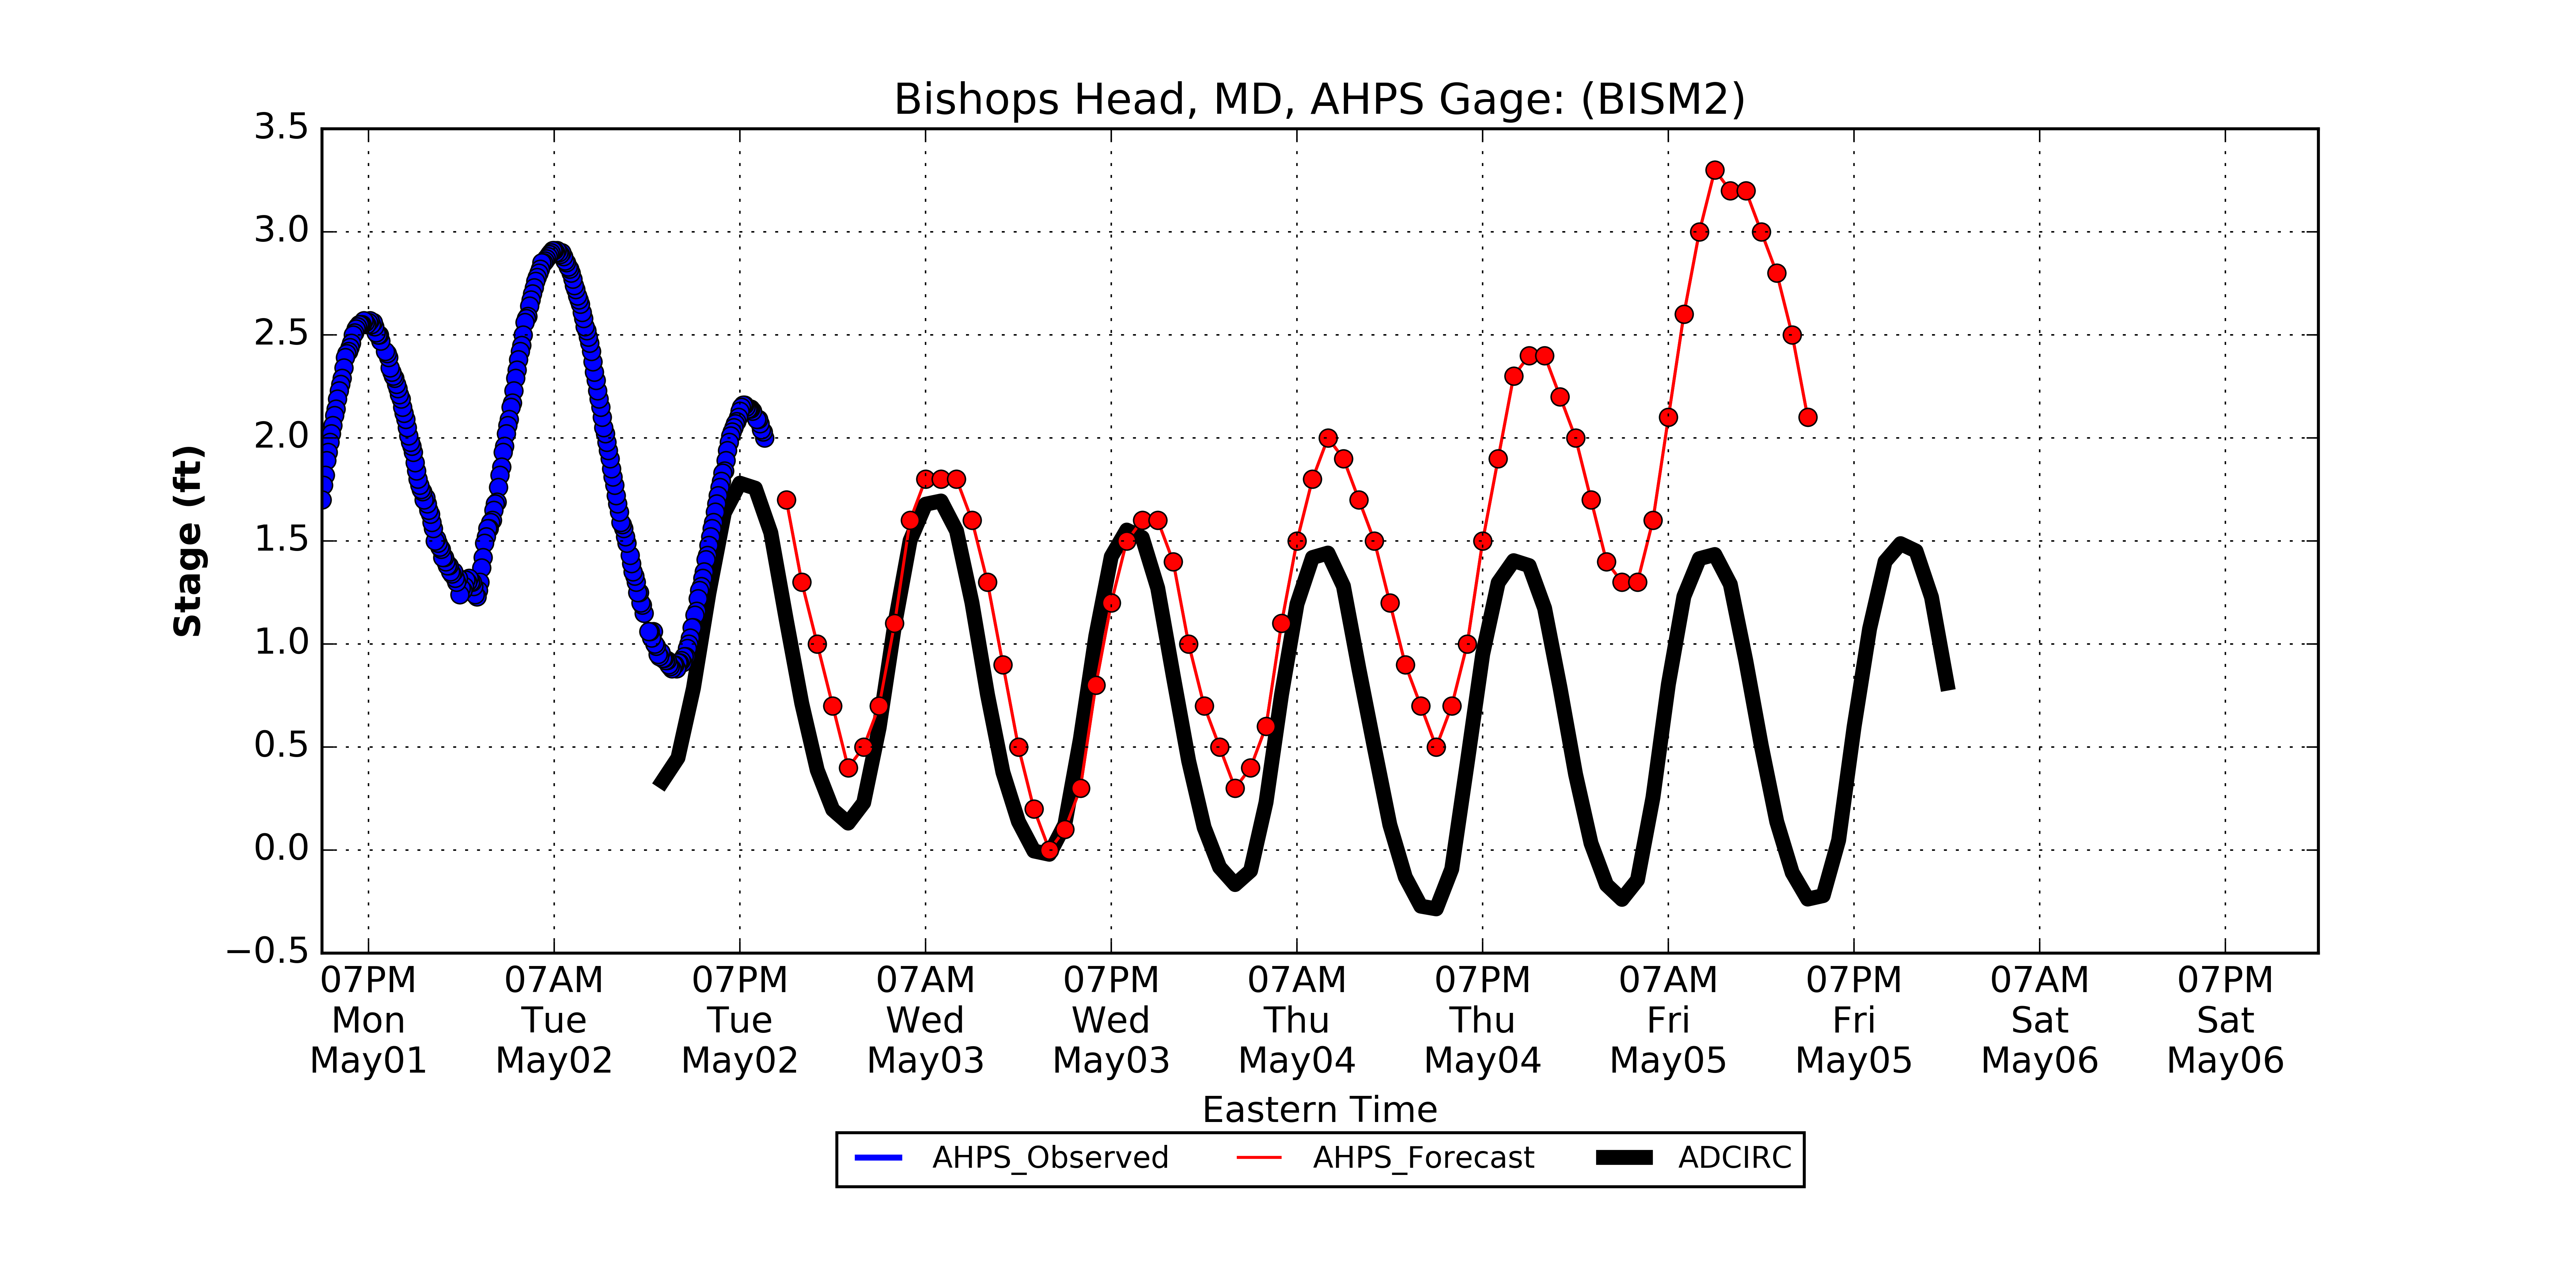 Bishops Head, MD, AHPS Gage: (BISM2)
3.5
3.0
2.5
2.0
1.5
1.0
0.5
0.0
−0.5
Stage (ft)
07PM 07AM 07PM 07AM 07PM 07AM 07PM 07AM 07PM 07AM 07PM
Mon Tue Tue Wed Wed Thu Thu Fri Fri Sat Sat
May01 May02 May02 May03 May03 May04 May04 May05 May05 May06 May06
Eastern Time
AHPS_Observed AHPS_Forecast ADCIRC